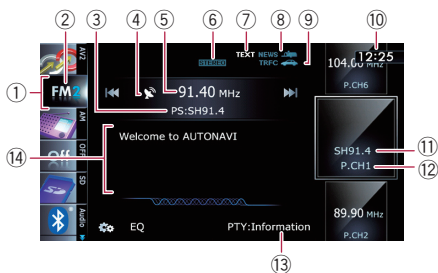 ③ ④ ⑤ ⑥ ⑦ ⑧ ⑨ ⑩
②
①
⑭
⑪
⑫
⑬
AV2
FM2
AM
OFF
Off
SD
Audio
TEXT NEWS
TRFC
91.40 MHz
PS:SH91.4
Welcome to AUTONAVI
EQ
PTY:Information
12:25
104.00 MHz
P.CH6
SH91.4
P.CH1
89.90 MHz
P.CH2